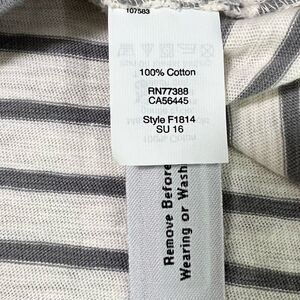 107583
100% Cotton
RN77388
CA56445
Style F1814
SU 16
Remove Before
Wearing or Wash